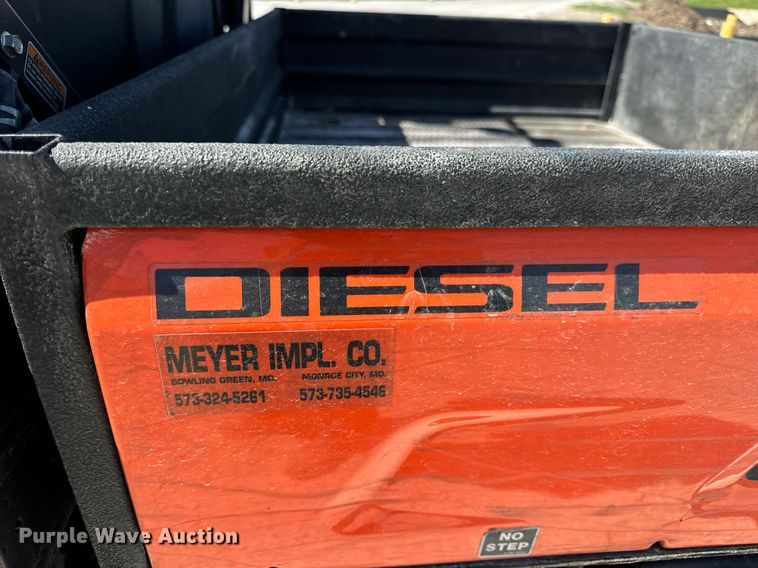 DIESEL
MEYER IMPL. CO.
BOWLING GREEN, MO. MONROE CITY, MO.
573-324-5261 573-735-4546
NO
STEP
Purple Wave Auction